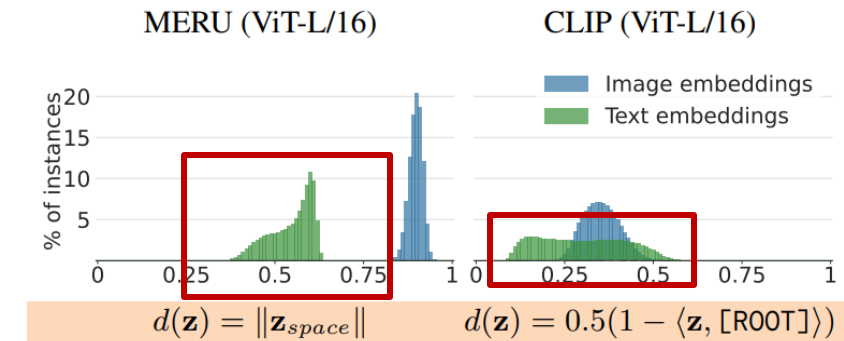 MERU (ViT-L/16)
CLIP (ViT-L/16)
Image embeddings
Text embeddings
% of instances
20
15
10
5
0 0.25 0.5 0.75 1
0 0.25 0.5 0.75 1
d(z) = ||z_space||
d(z) = 0.5(1 − ⟨z, [ROOT]⟩)